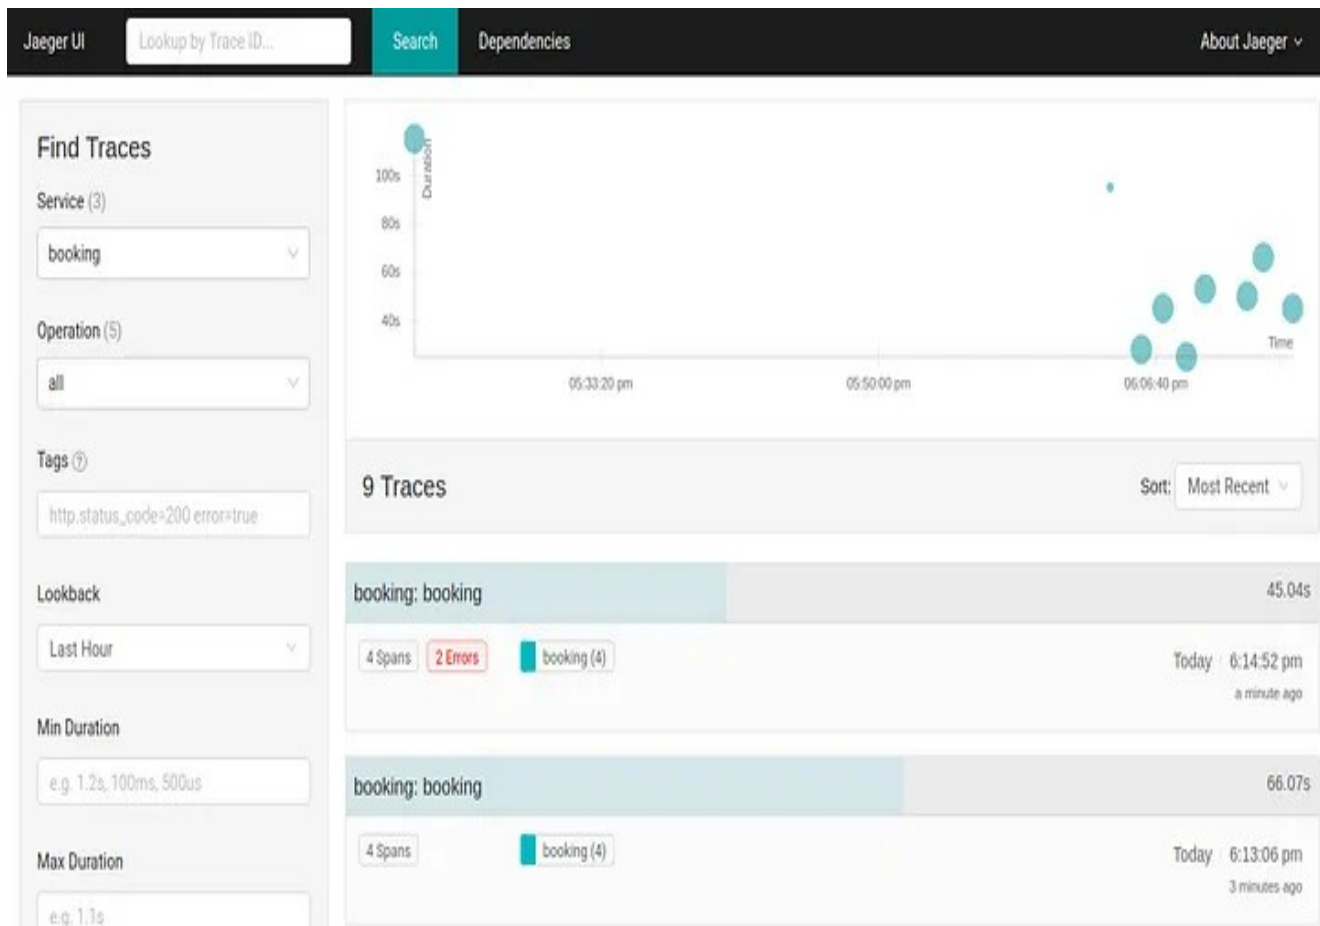 Jaeger UI
Lookup by Trace ID...
Search
Dependencies
About Jaeger
Find Traces
Service (3)
booking
Operation (5)
all
Tags
http.status_code=200 error=true
Lookback
Last Hour
Min Duration
e.g. 1.2s, 100ms, 500us
Max Duration
e.g. 1.1s
Duration
100s
80s
60s
40s
Time
05:33:20 pm
05:50:00 pm
06:06:40 pm
9 Traces
Sort: Most Recent
booking: booking
45.04s
4 Spans
2 Errors
booking (4)
Today 6:14:52 pm
a minute ago
booking: booking
66.07s
4 Spans
booking (4)
Today 6:13:06 pm
3 minutes ago